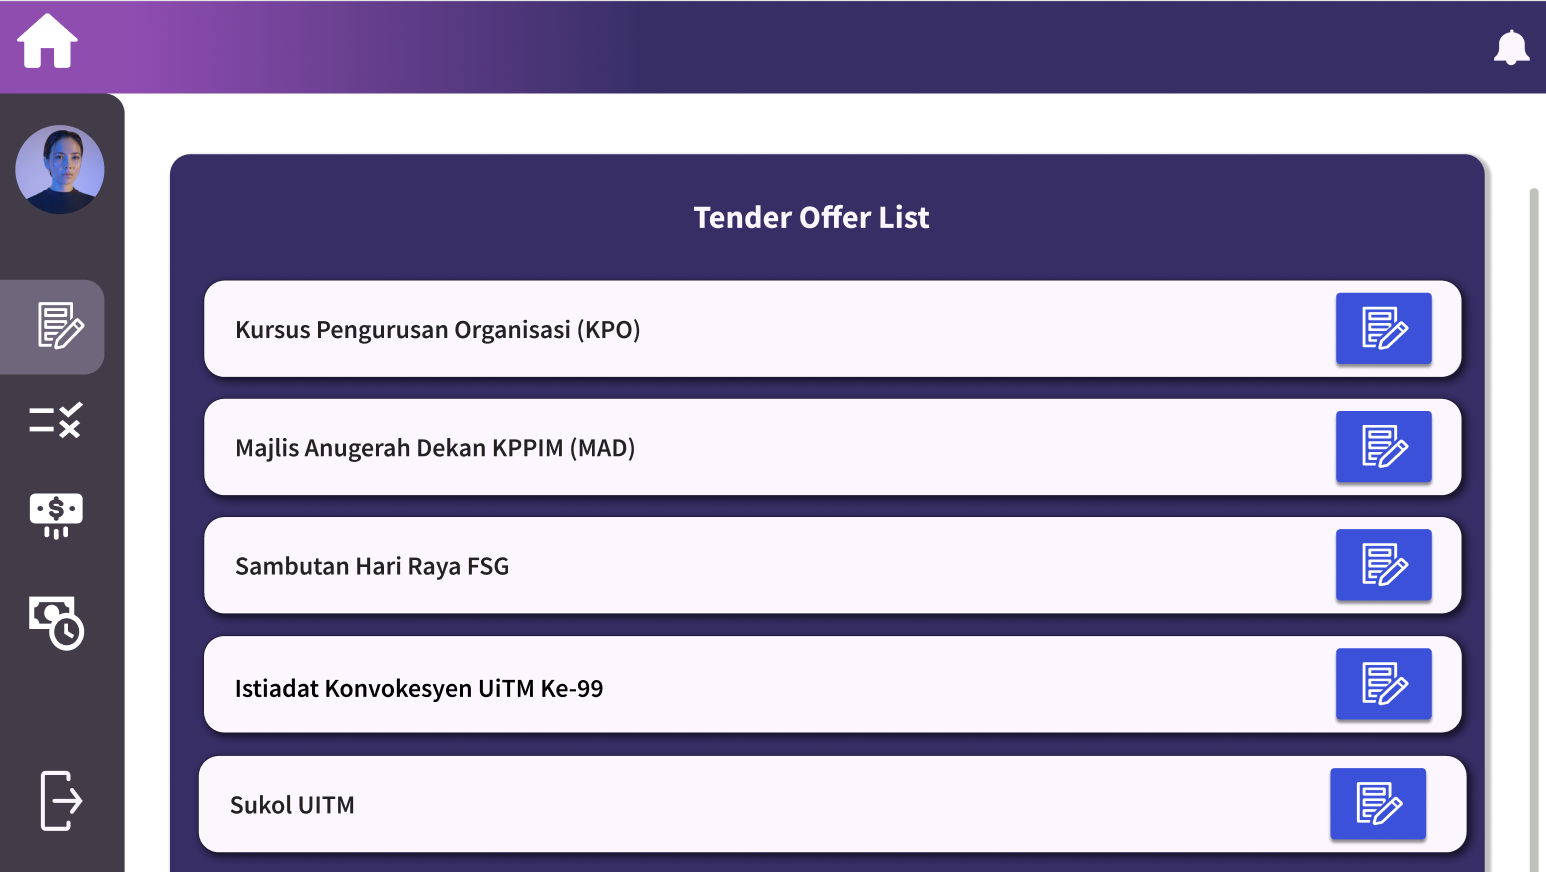 Tender Offer List
Kursus Pengurusan Organisasi (KPO)
Majlis Anugerah Dekan KPPIM (MAD)
Sambutan Hari Raya FSG
Istiadat Konvokesyen UiTM Ke-99
Sukol UITM